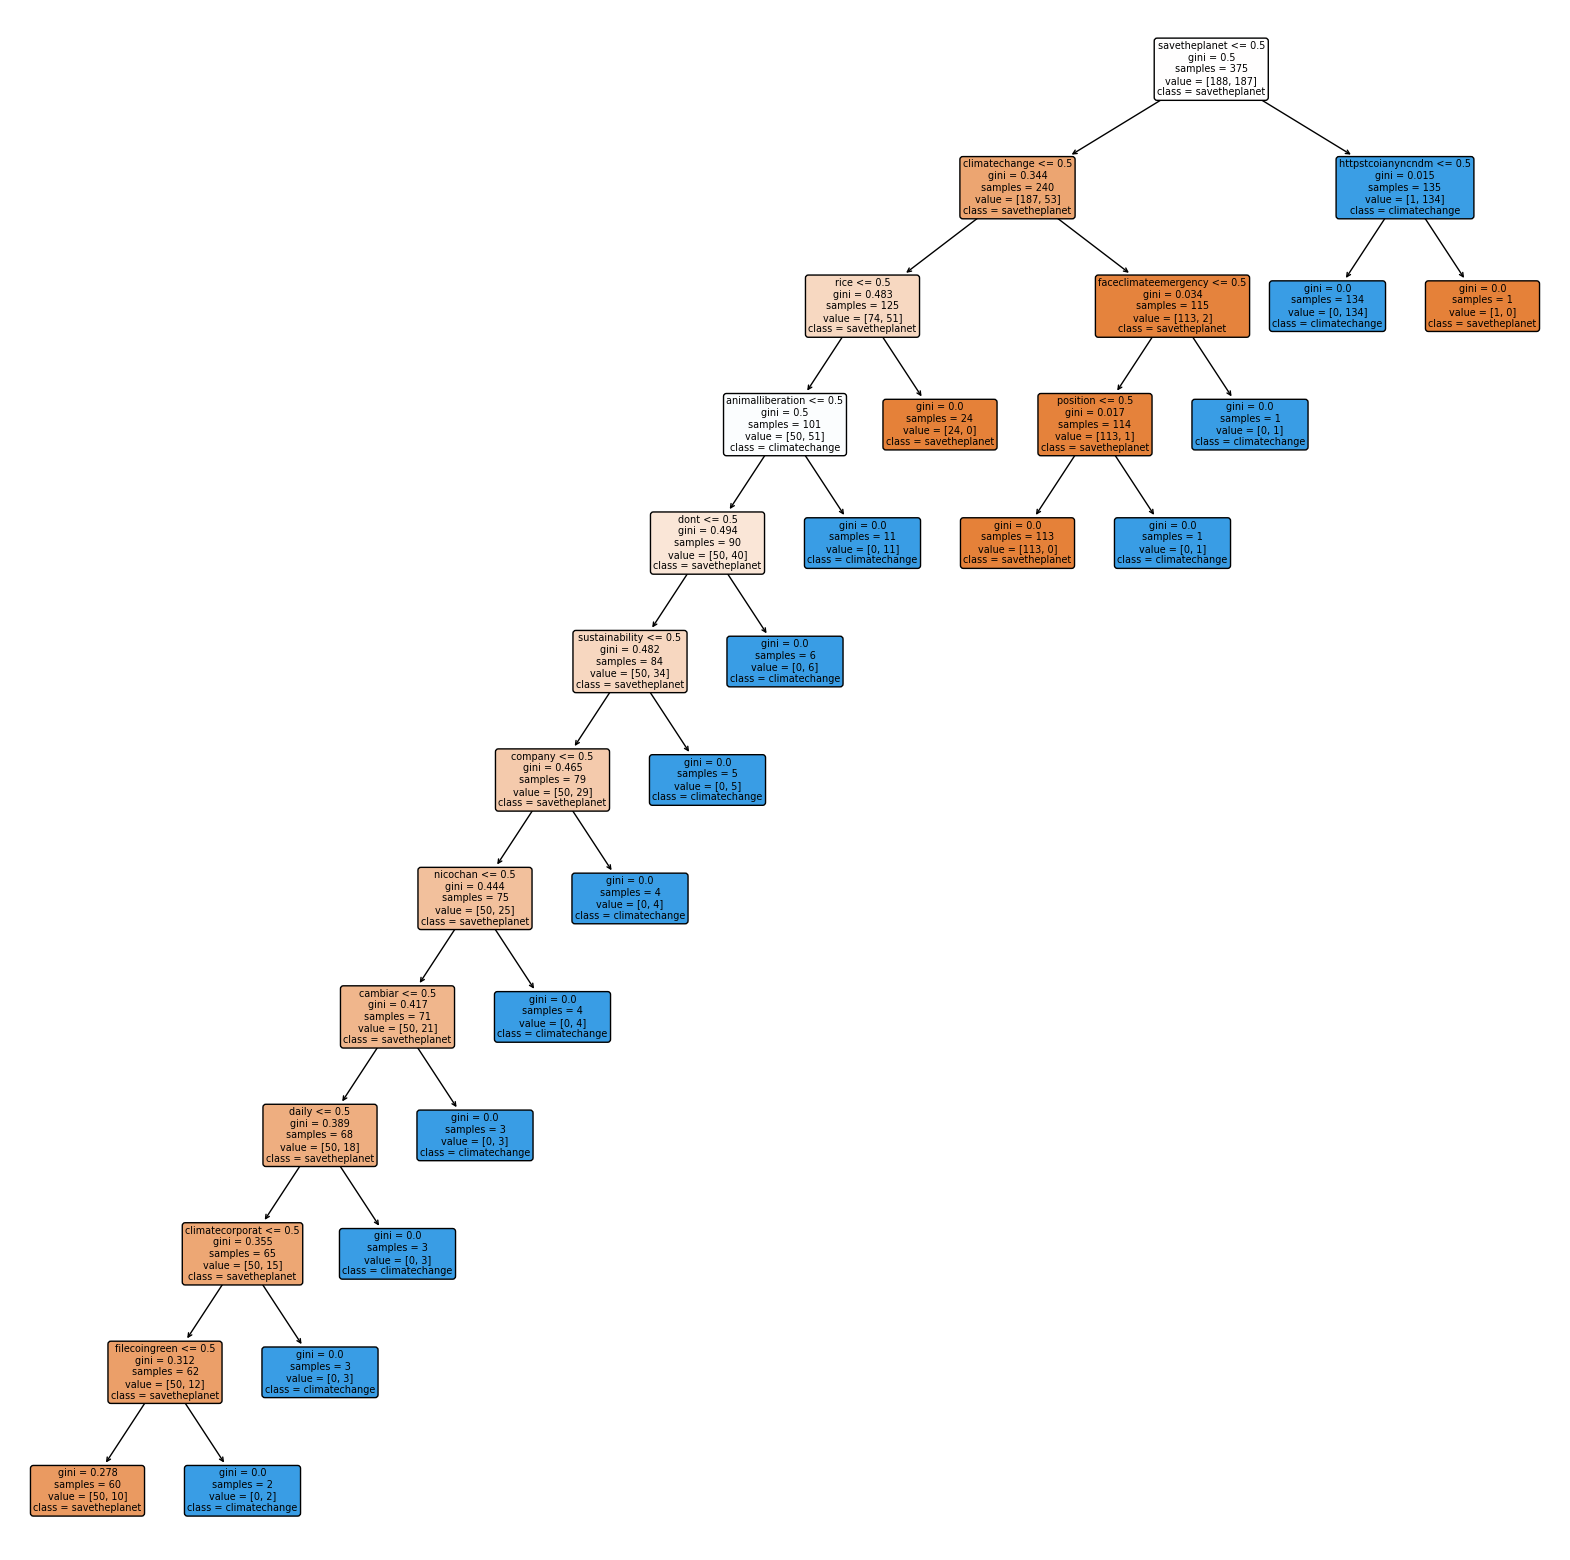 savetheplanet <= 0.5
gini = 0.5
samples = 375
value = [188, 187]
class = savetheplanet
climatechange <= 0.5
gini = 0.344
samples = 240
value = [187, 53]
class = savetheplanet
httpstcoianyncndm <= 0.5
gini = 0.015
samples = 135
value = [1, 134]
class = climatechange
rice <= 0.5
gini = 0.483
samples = 125
value = [74, 51]
class = savetheplanet
faceclimateemergency <= 0.5
gini = 0.034
samples = 115
value = [113, 2]
class = savetheplanet
gini = 0.0
samples = 134
value = [0, 134]
class = climatechange
gini = 0.0
samples = 1
value = [1, 0]
class = savetheplanet
animalliberation <= 0.5
gini = 0.5
samples = 101
value = [50, 51]
class = climatechange
gini = 0.0
samples = 24
value = [24, 0]
class = savetheplanet
position <= 0.5
gini = 0.017
samples = 114
value = [113, 1]
class = savetheplanet
gini = 0.0
samples = 1
value = [0, 1]
class = climatechange
dont <= 0.5
gini = 0.494
samples = 90
value = [50, 40]
class = savetheplanet
gini = 0.0
samples = 11
value = [0, 11]
class = climatechange
gini = 0.0
samples = 113
value = [113, 0]
class = savetheplanet
gini = 0.0
samples = 1
value = [0, 1]
class = climatechange
sustainability <= 0.5
gini = 0.482
samples = 84
value = [50, 34]
class = savetheplanet
gini = 0.0
samples = 6
value = [0, 6]
class = climatechange
company <= 0.5
gini = 0.465
samples = 79
value = [50, 29]
class = savetheplanet
gini = 0.0
samples = 5
value = [0, 5]
class = climatechange
nicochan <= 0.5
gini = 0.444
samples = 75
value = [50, 25]
class = savetheplanet
gini = 0.0
samples = 4
value = [0, 4]
class = climatechange
cambiar <= 0.5
gini = 0.417
samples = 71
value = [50, 21]
class = savetheplanet
gini = 0.0
samples = 4
value = [0, 4]
class = climatechange
daily <= 0.5
gini = 0.389
samples = 68
value = [50, 18]
class = savetheplanet
gini = 0.0
samples = 3
value = [0, 3]
class = climatechange
climatecorporat <= 0.5
gini = 0.355
samples = 65
value = [50, 15]
class = savetheplanet
gini = 0.0
samples = 3
value = [0, 3]
class = climatechange
filecoingreen <= 0.5
gini = 0.312
samples = 62
value = [50, 12]
class = savetheplanet
gini = 0.0
samples = 3
value = [0, 3]
class = climatechange
gini = 0.278
samples = 60
value = [50, 10]
class = savetheplanet
gini = 0.0
samples = 2
value = [0, 2]
class = climatechange